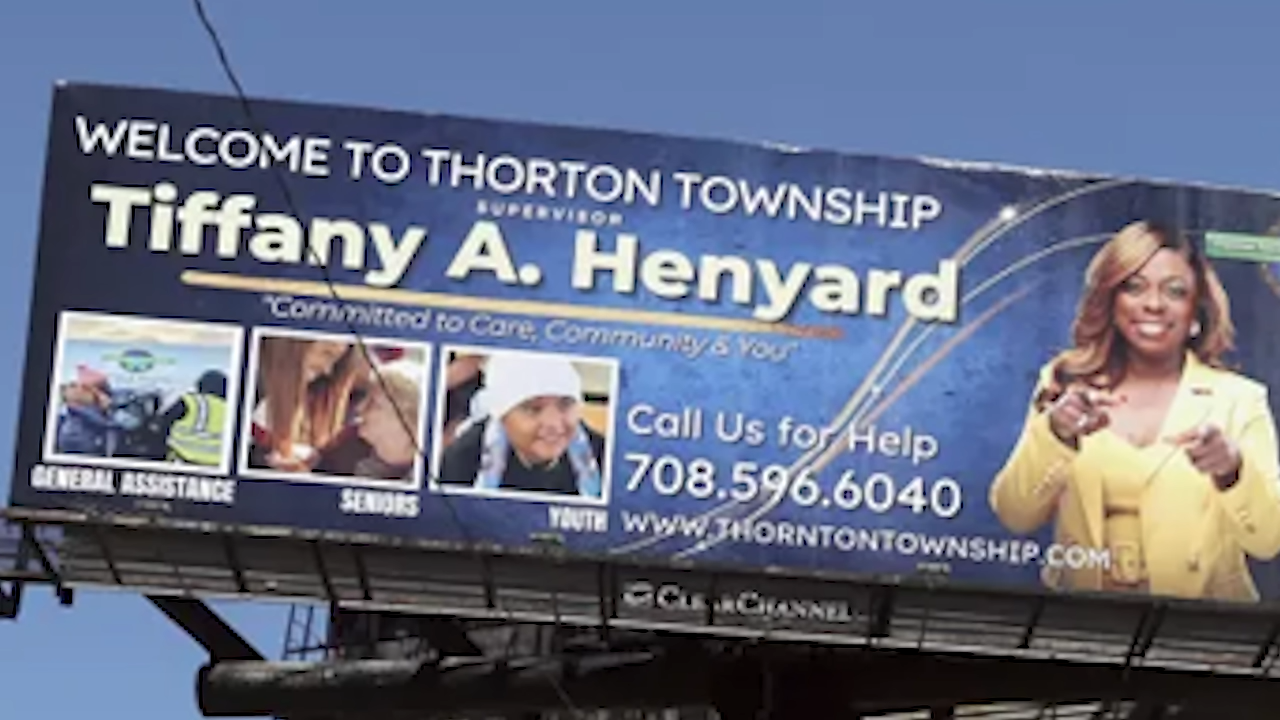 WELCOME TO THORTON TOWNSHIP
SUPERVISOR
Tiffany A. Henyard
"Committed to Care, Community & You"
GENERAL ASSISTANCE
SENIORS
YOUTH
Call Us for Help
708.596.6040
WWW.THORNTONTOWNSHIP.COM
CLEARCHANNEL